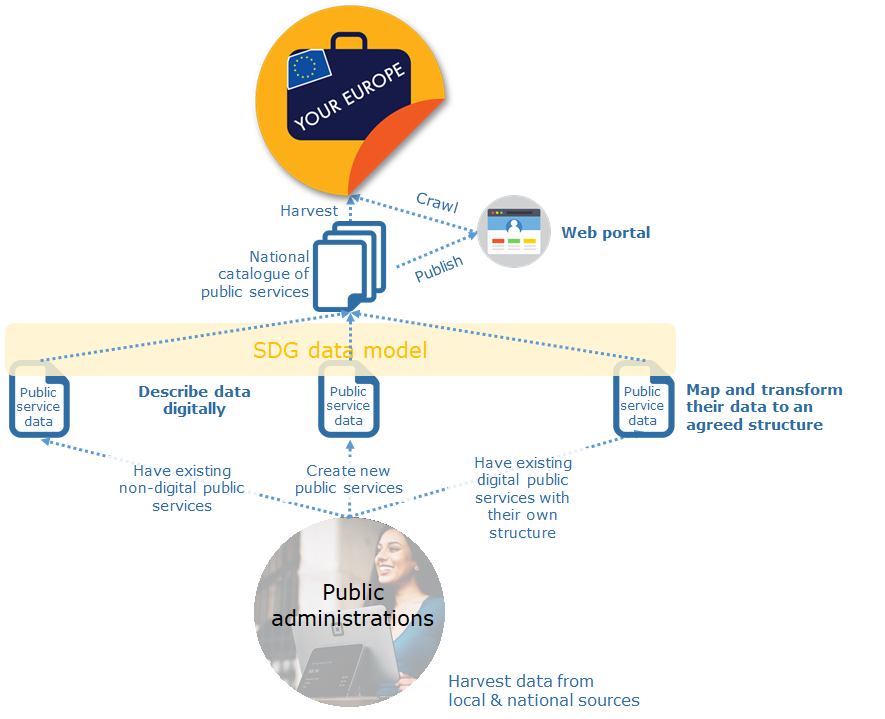 YOUR EUROPE
Crawl
Harvest
Web portal
National
catalogue of
public services
Publish
SDG data model
Public
service
data
Describe data
digitally
Public
service
data
Public
service
data
Map and transform
their data to an
agreed structure
Have existing
non-digital public
services
Create new
public services
Have existing
digital public
services with
their own
structure
Public
administrations
Harvest data from
local & national sources